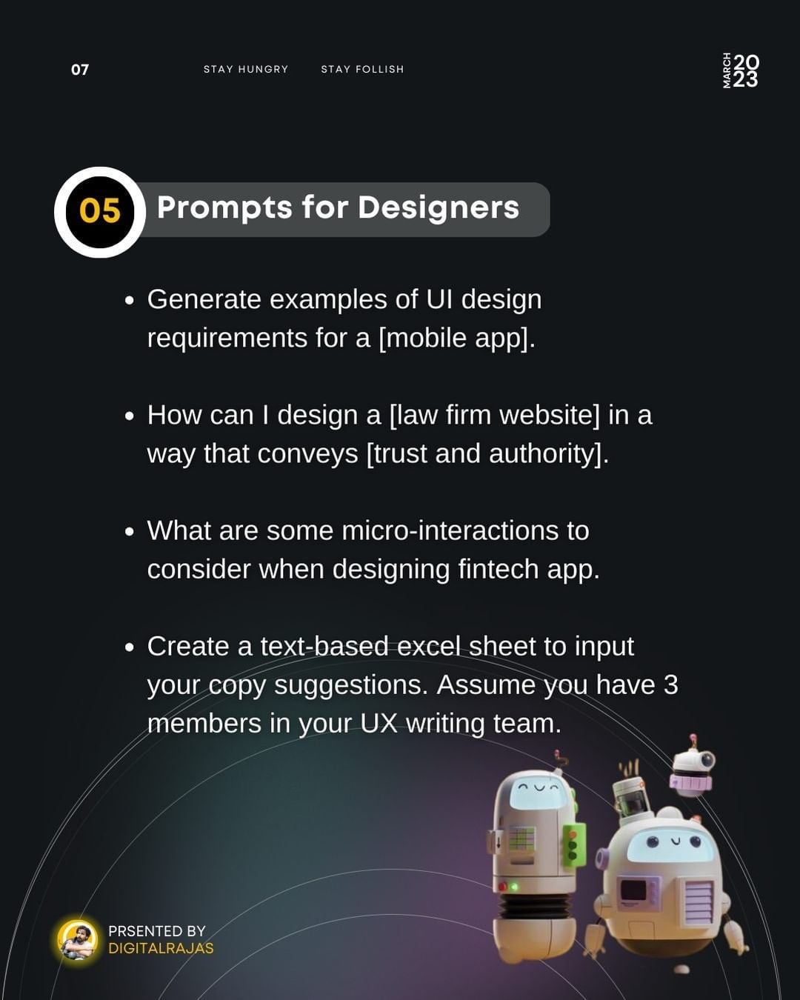 07
STAY HUNGRY
STAY FOLLISH
MARCH
20
23
05
Prompts for Designers
• Generate examples of UI design
requirements for a [mobile app].
• How can I design a [law firm website] in a
way that conveys [trust and authority].
• What are some micro-interactions to
consider when designing fintech app.
• Create a text-based excel sheet to input
your copy suggestions. Assume you have 3
members in your UX writing team.
PRSENTED BY
DIGITALRAJAS